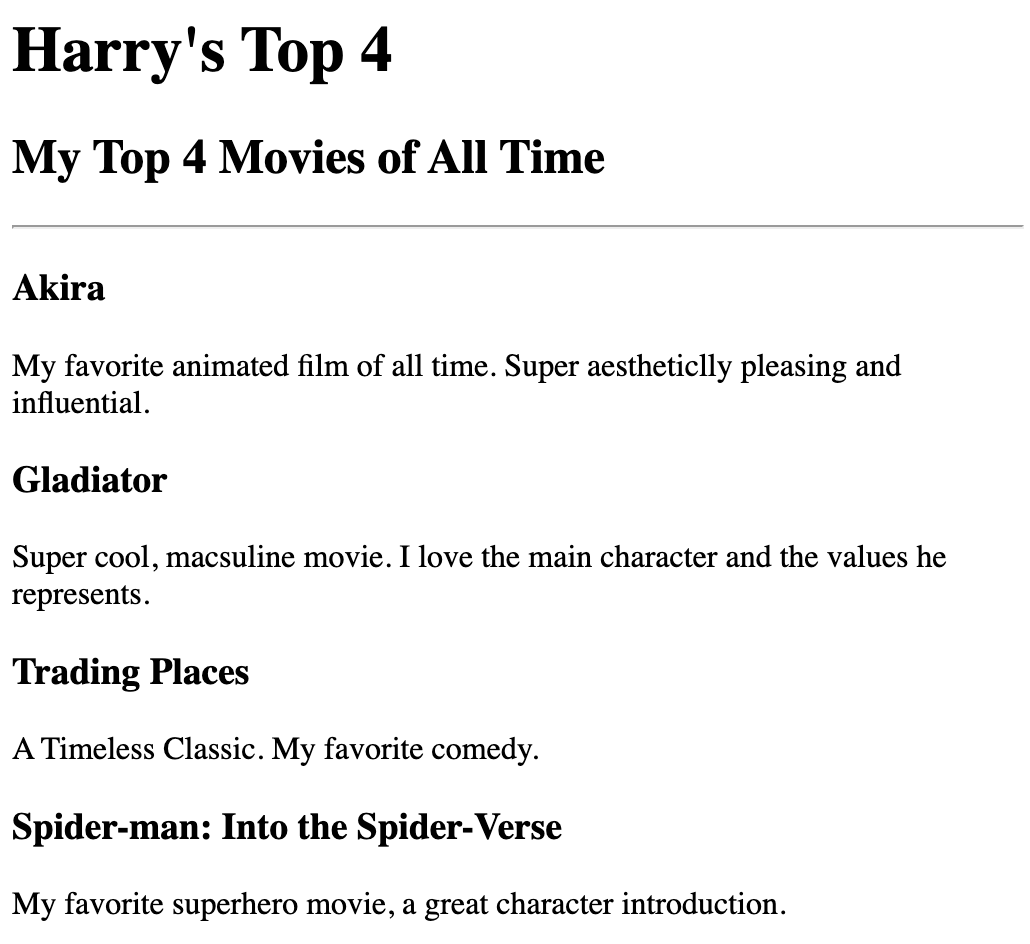 Harry's Top 4
My Top 4 Movies of All Time
Akira
My favorite animated film of all time. Super aestheticlly pleasing and
influential.
Gladiator
Super cool, macsuline movie. I love the main character and the values he
represents.
Trading Places
A Timeless Classic. My favorite comedy.
Spider-man: Into the Spider-Verse
My favorite superhero movie, a great character introduction.